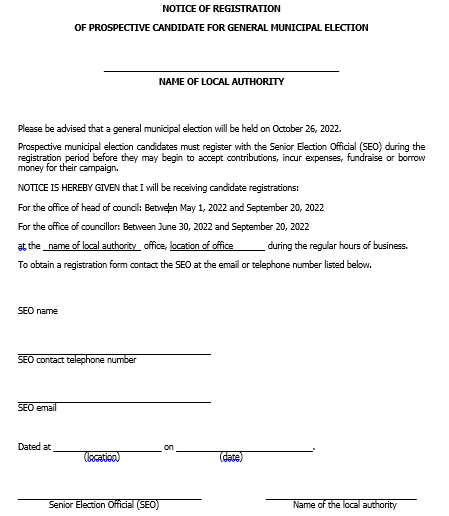 NOTICE OF REGISTRATION
OF PROSPECTIVE CANDIDATE FOR GENERAL MUNICIPAL ELECTION
NAME OF LOCAL AUTHORITY
Please be advised that a general municipal election will be held on October 26, 2022.
Prospective municipal election candidates must register with the Senior Election Official (SEO) during the
registration period before they may begin to accept contributions, incur expenses, fundraise or borrow
money for their campaign.
NOTICE IS HEREBY GIVEN that I will be receiving candidate registrations:
For the office of head of council: Between May 1, 2022 and September 20, 2022
For the office of councillor: Between June 30, 2022 and September 20, 2022
at the name of local authority office, location of office during the regular hours of business.
To obtain a registration form contact the SEO at the email or telephone number listed below.
SEO name
SEO contact telephone number
SEO email
Dated at on .
(location) (date)
Senior Election Official (SEO) Name of the local authority